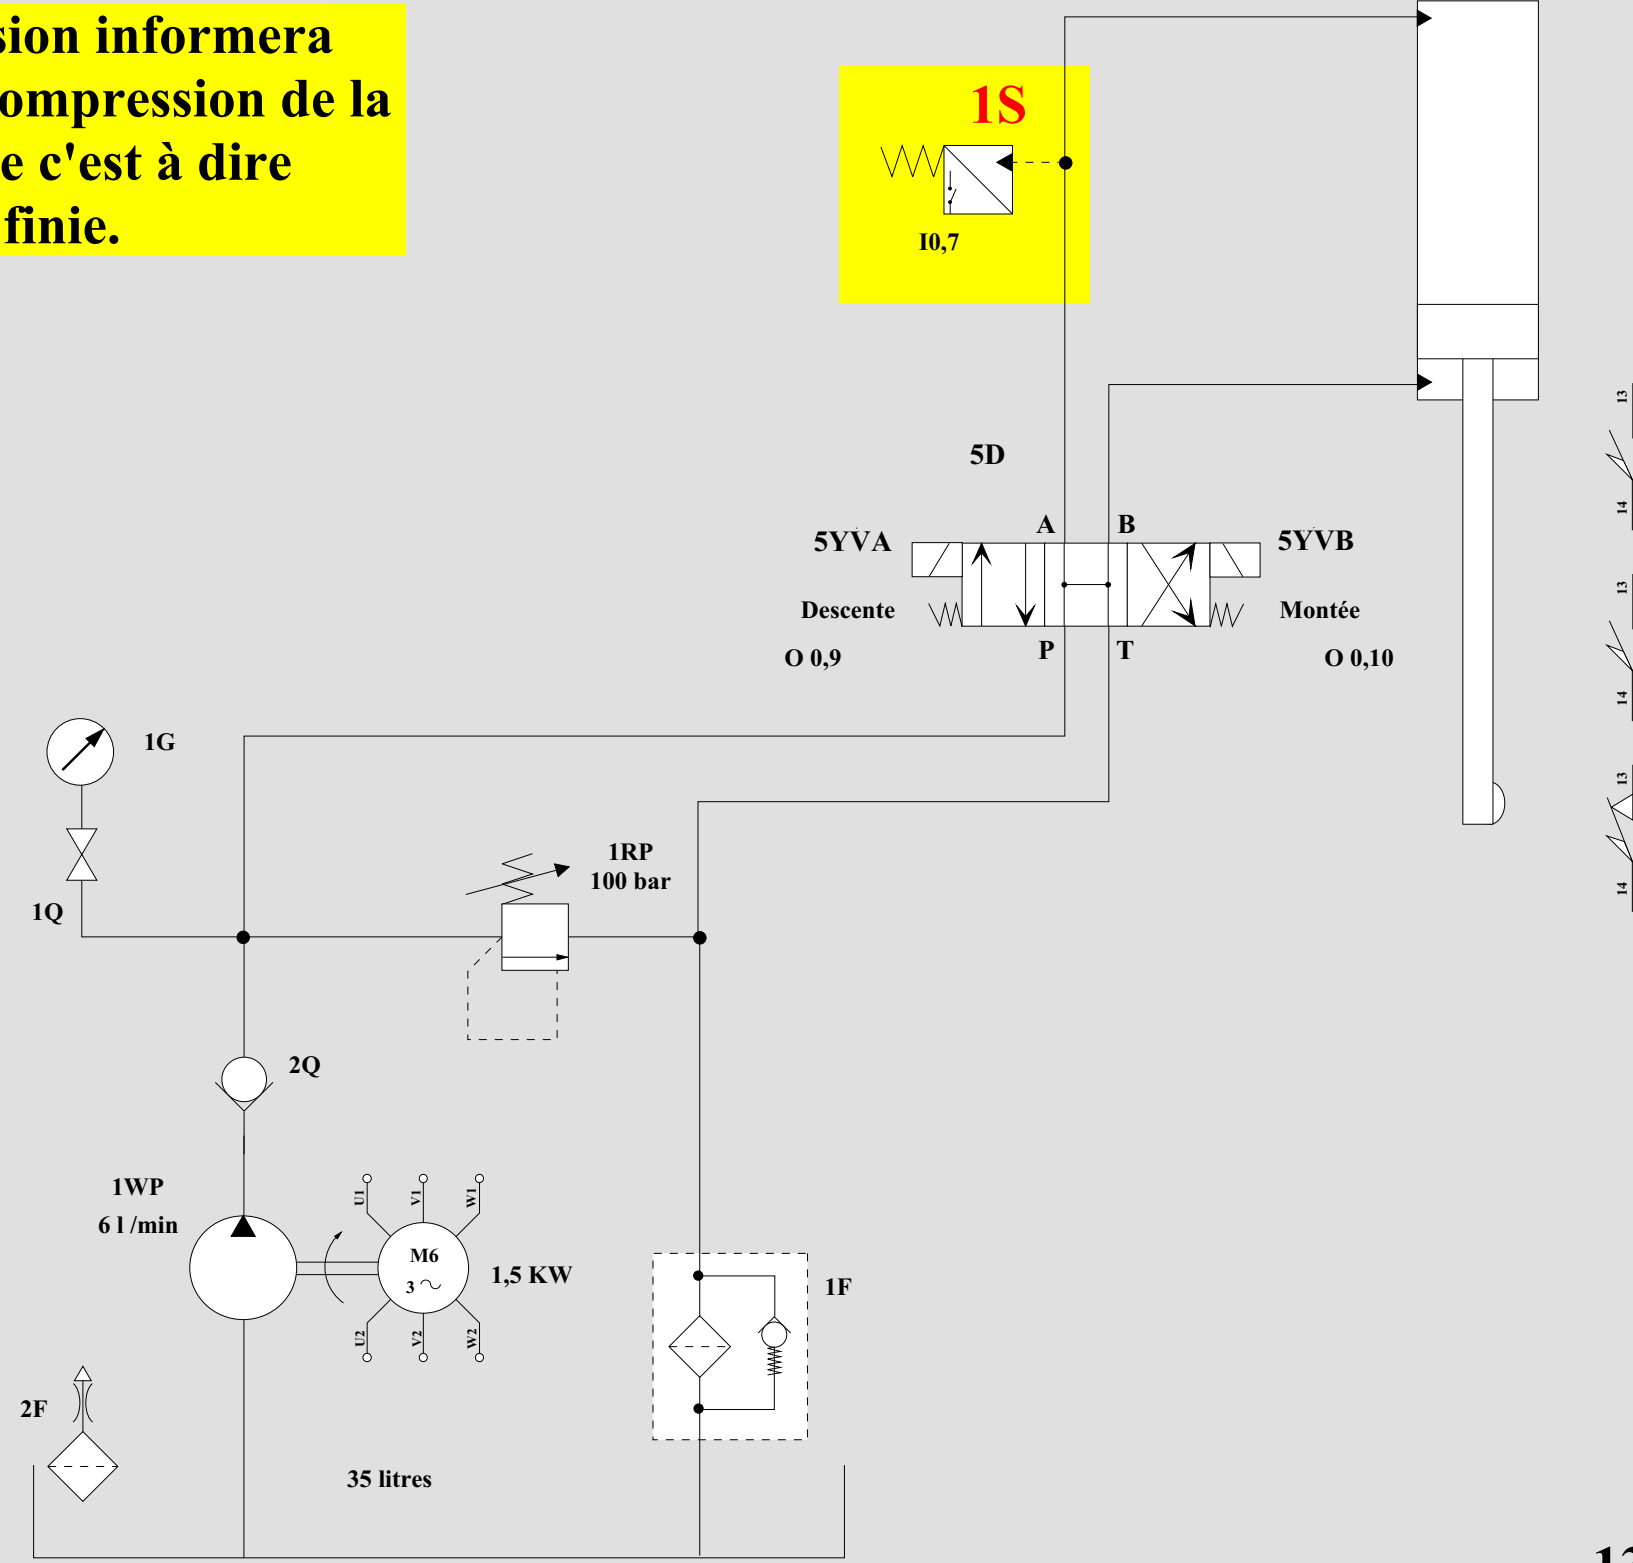 sion informera
ompression de la
e c'est à dire
finie.
1S
I0,7
5D
A
B
5YVA
5YVB
Descente
Montée
P
T
O 0,9
O 0,10
13
14
13
14
13
14
1G
1Q
1RP
100 bar
2Q
1WP
6 l /min
U1
V1
W1
M6
3
1,5 KW
U2
V2
W2
1F
2F
35 litres